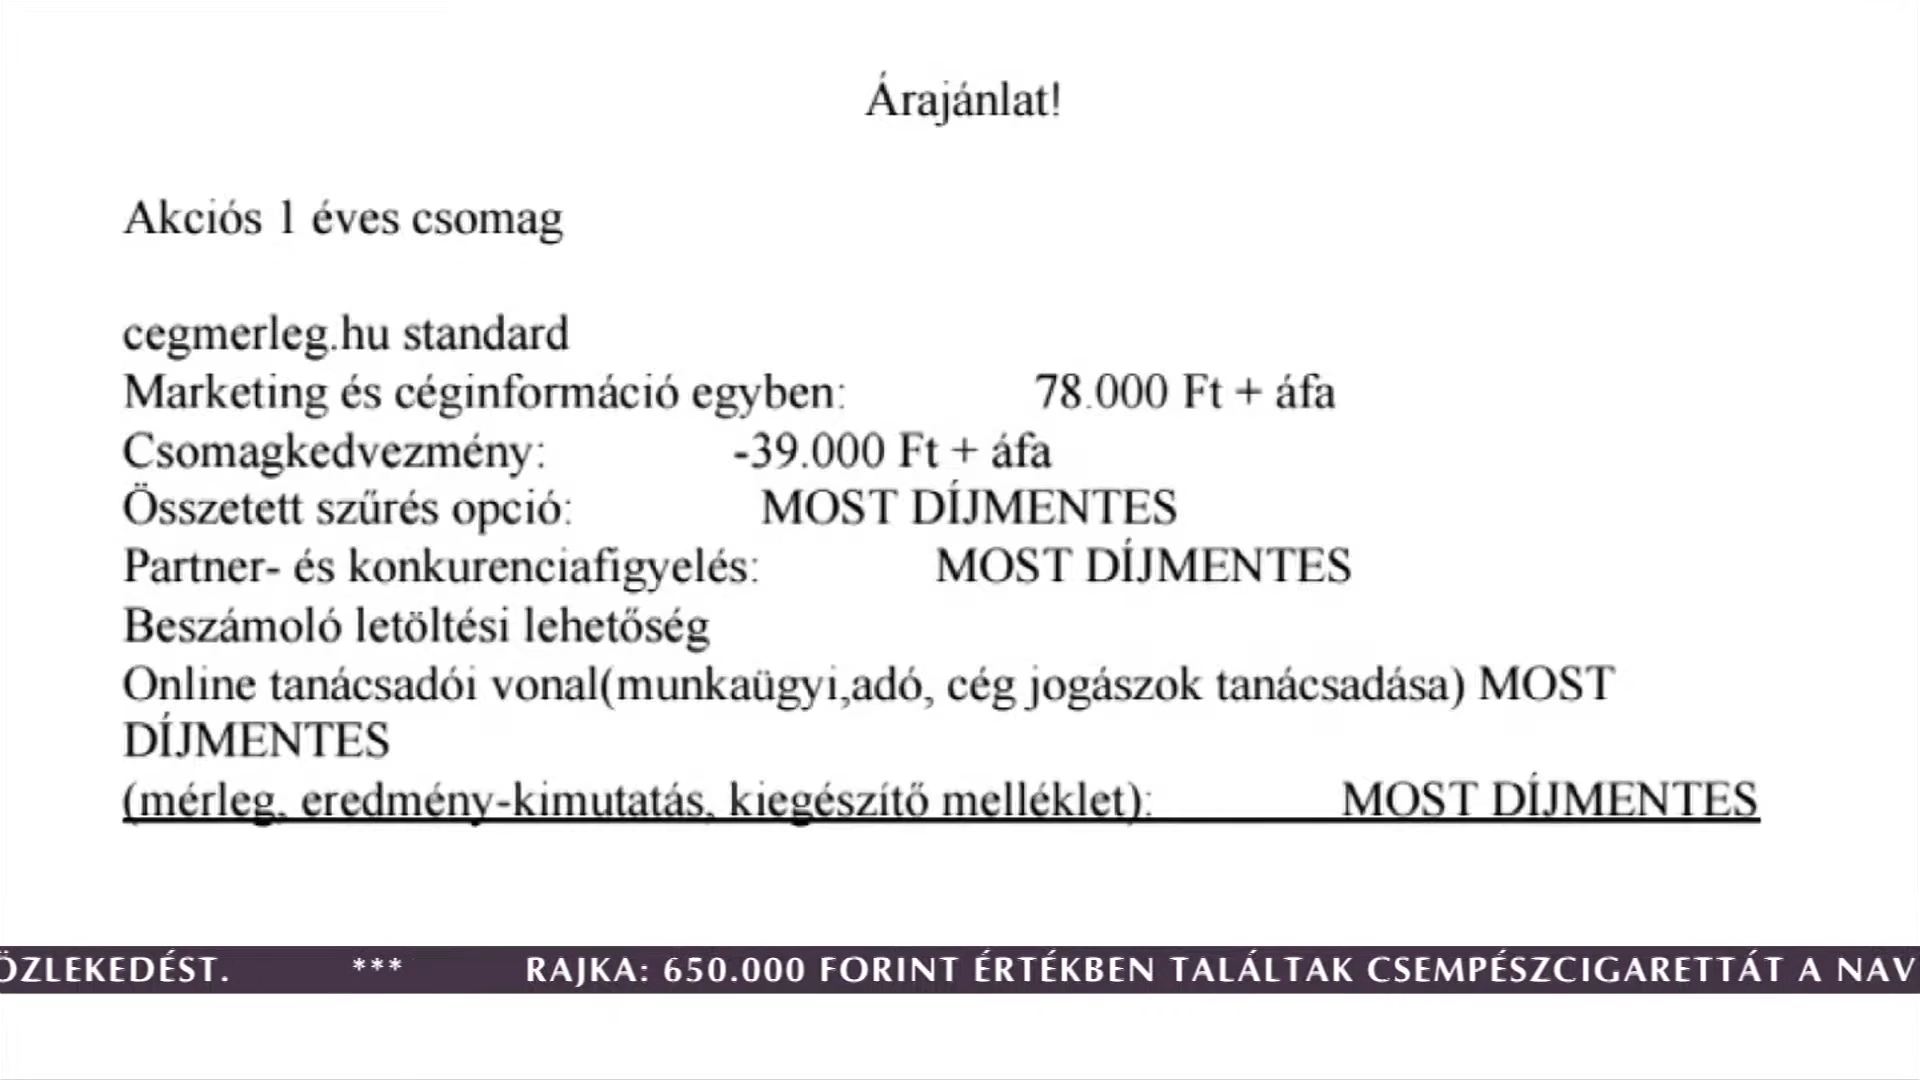 Árajánlat!
Akciós 1 éves csomag
cegmerleg.hu standard
Marketing és céginformáció egyben: 78.000 Ft + áfa
Csomagkedvezmény: -39.000 Ft + áfa
Összetett szűrés opció: MOST DÍJMENTES
Partner- és konkurenciafigyelés: MOST DÍJMENTES
Beszámoló letöltési lehetőség
Online tanácsadói vonal(munkaügyi,adó, cég jogászok tanácsadása) MOST
DÍJMENTES
(mérleg, eredmény-kimutatás, kiegészítő melléklet): MOST DÍJMENTES
ÖZLEKEDÉST. *** RAJKA: 650.000 FORINT ÉRTÉKBEN TALÁLTAK CSEMPÉSZCIGARETTÁT A NAV